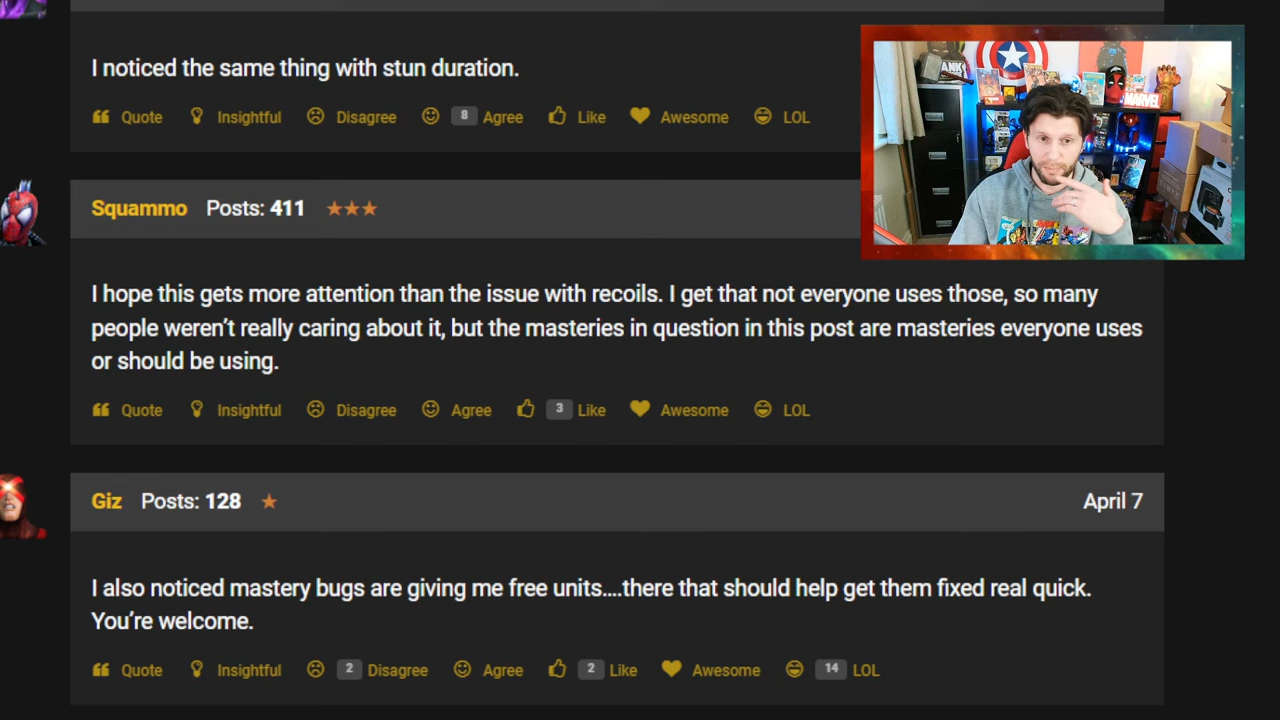 I noticed the same thing with stun duration.
Quote Insightful Disagree 8 Agree Like Awesome LOL
Squammo Posts: 411
I hope this gets more attention than the issue with recoils. I get that not everyone uses those, so many
people weren’t really caring about it, but the masteries in question in this post are masteries everyone uses
or should be using.
Quote Insightful Disagree Agree 3 Like Awesome LOL
Giz Posts: 128 April 7
I also noticed mastery bugs are giving me free units....there that should help get them fixed real quick.
You’re welcome.
Quote Insightful 2 Disagree Agree 2 Like Awesome 14 LOL
MARVEL